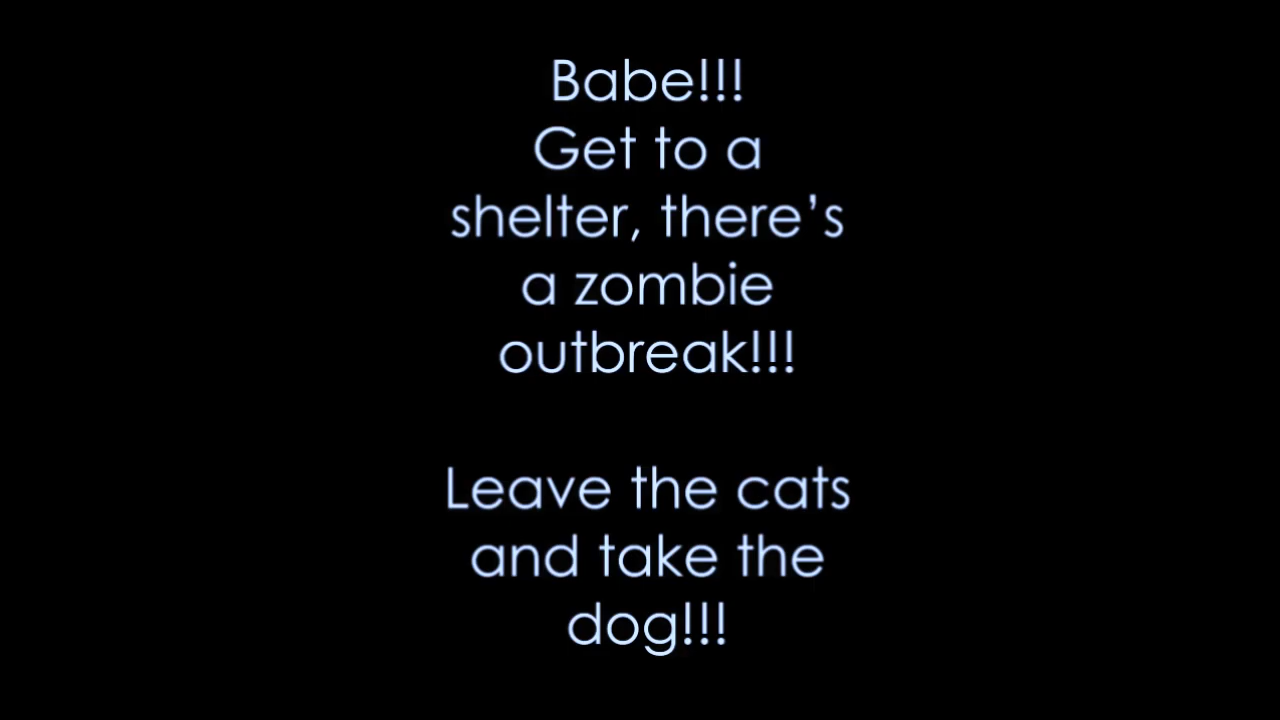 Babe!!!
Get to a
shelter, there’s
a zombie
outbreak!!!
Leave the cats
and take the
dog!!!